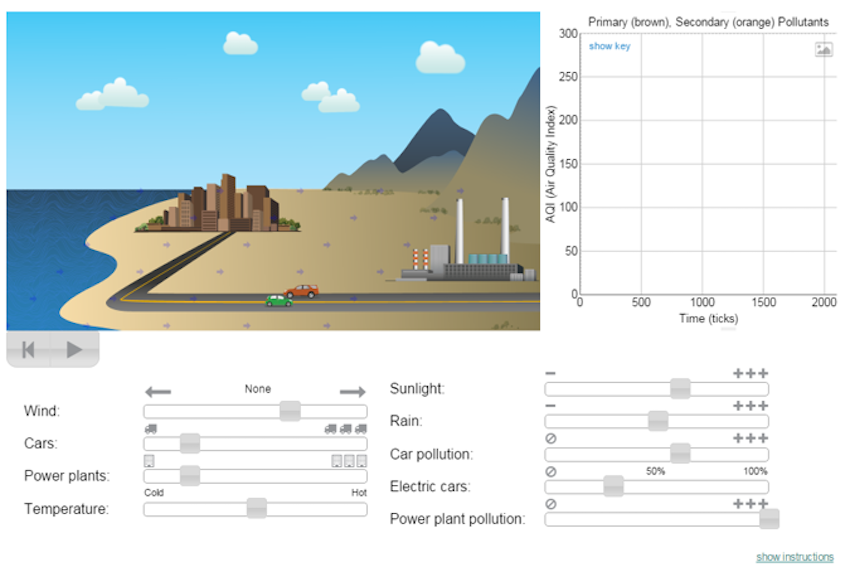 Primary (brown), Secondary (orange) Pollutants
show key
300
250
200
150
100
50
0
AQI (Air Quality Index)
0 500 1000 1500 2000
Time (ticks)
None
Wind:
Cars:
Power plants:
Cold Hot
Temperature:
Sunlight:
Rain:
Car pollution:
50% 100%
Electric cars:
Power plant pollution:
show instructions